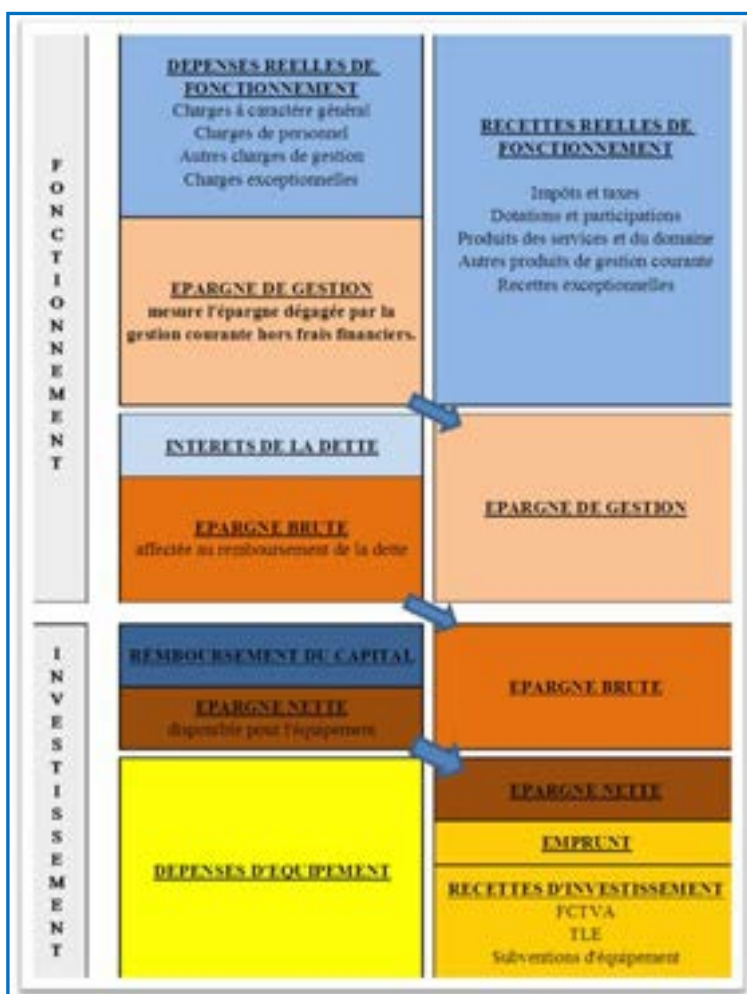 FONCTIONNEMENT
DEPENSES REELLES DE
FONCTIONNEMENT
Charges à caractère général
Charges de personnel
Autres charges de gestion
Charges exceptionnelles
EPARGNE DE GESTION
mesure l'épargne dégagée par la
gestion courante hors frais financiers.
RECETTES REELLES DE
FONCTIONNEMENT
Impôts et taxes
Dotations et participations
Produits des services et du domaine
Autres produits de gestion courante
Recettes exceptionnelles
INTERETS DE LA DETTE
EPARGNE BRUTE
affectée au remboursement de la dette
EPARGNE DE GESTION
INVESTISSEMENT
REMBOURSEMENT DU CAPITAL
EPARGNE NETTE
disponible pour l'équipement
EPARGNE BRUTE
DEPENSES D'EQUIPEMENT
EPARGNE NETTE
EMPRUNT
RECETTES D'INVESTISSEMENT
FCTVA
TLE
Subventions d'équipement